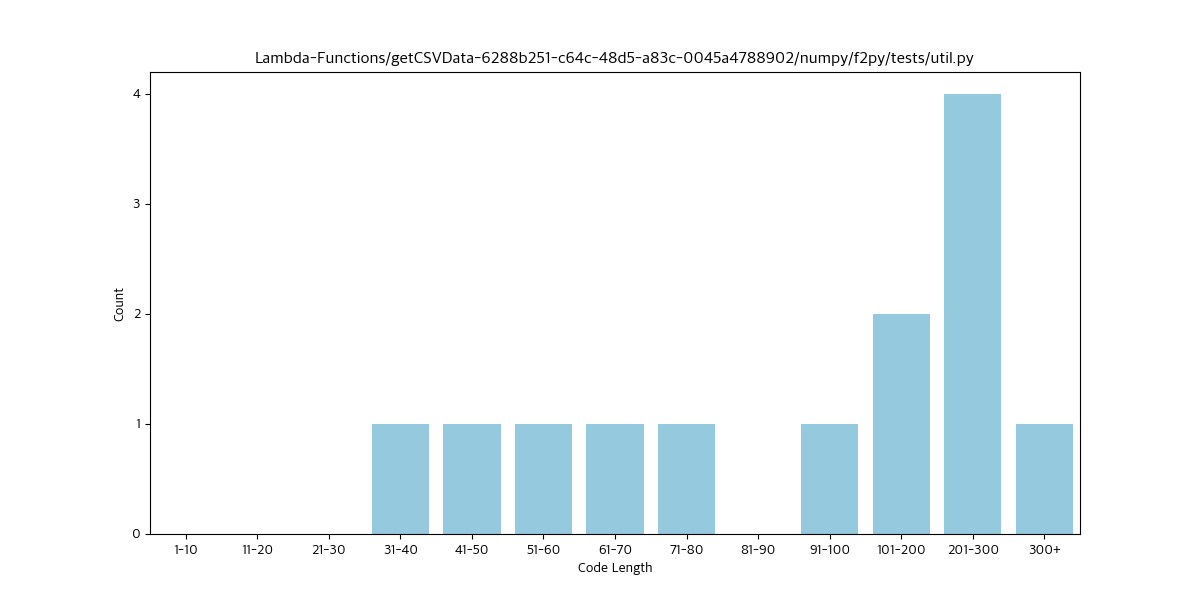 Lambda-Functions/getCSVData-6288b251-c64c-48d5-a83c-0045a4788902/numpy/f2py/tests/util.py
4
3
2
1
0
Count
1-10 11-20 21-30 31-40 41-50 51-60 61-70 71-80 81-90 91-100 101-200 201-300 300+
Code Length